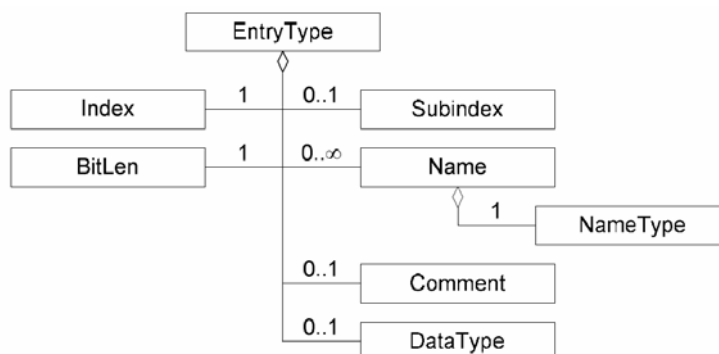 EntryType
Index 1 0..1 Subindex
BitLen 1 0..∞ Name
1 NameType
0..1 Comment
0..1 DataType